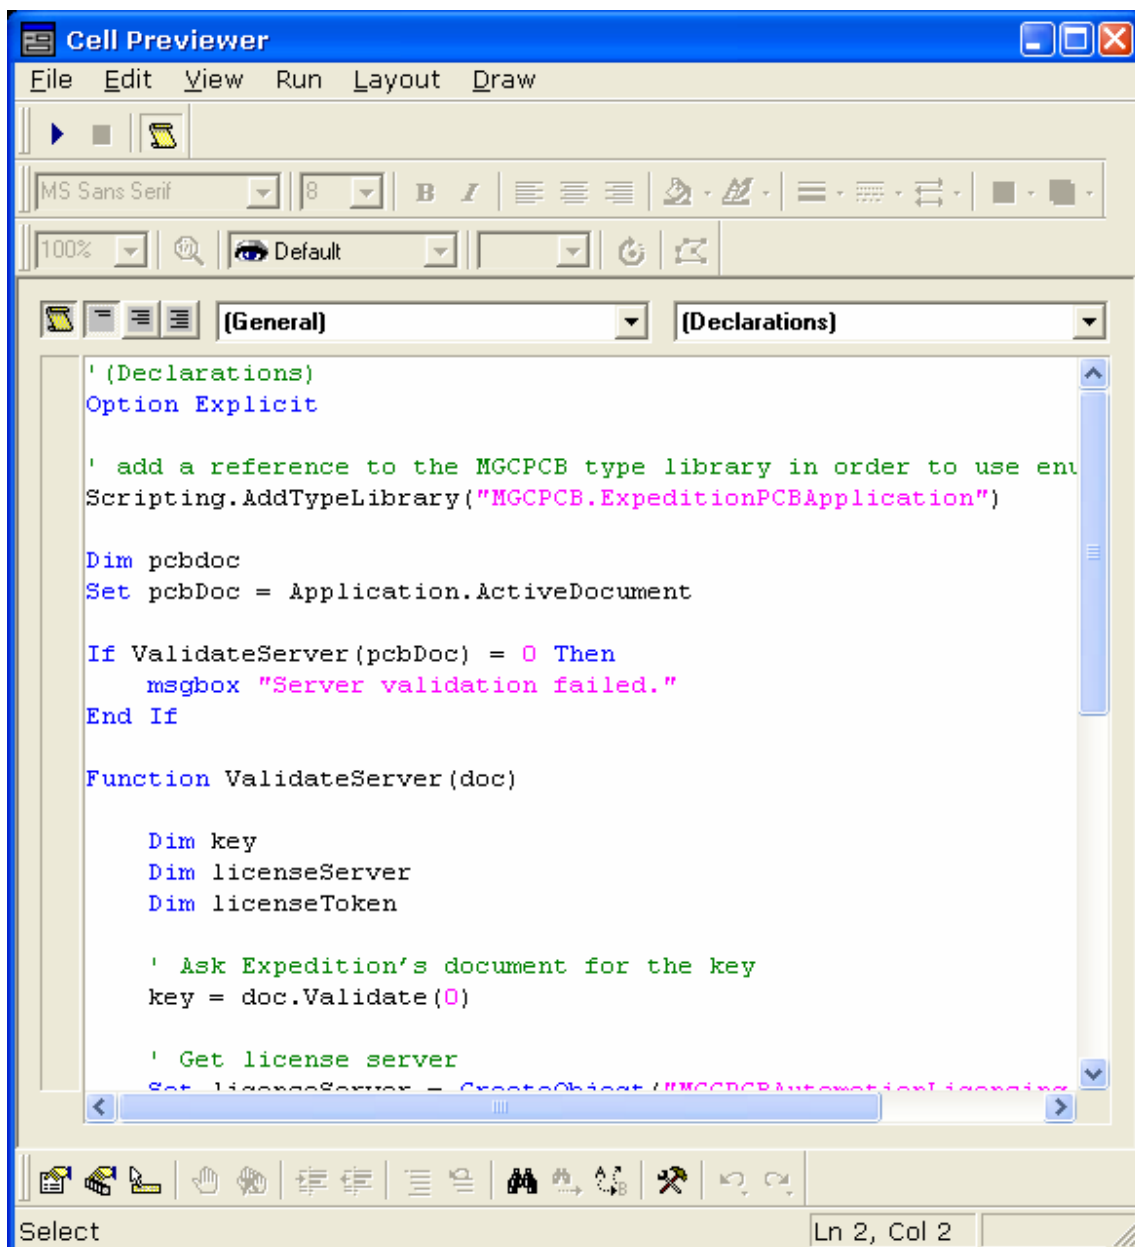 Cell Previewer
File Edit View Run Layout Draw
MS Sans Serif 8 B I
100% Default
(General) (Declarations)
' (Declarations)
Option Explicit
' add a reference to the MGCPCB type library in order to use enu
Scripting.AddTypeLibrary("MGCPCB.ExpeditionPCBApplication")
Dim pcbdoc
Set pcbDoc = Application.ActiveDocument
If ValidateServer(pcbDoc) = 0 Then
msgbox "Server validation failed."
End If
Function ValidateServer(doc)
Dim key
Dim licenseServer
Dim licenseToken
' Ask Expedition's document for the key
key = doc.Validate(0)
' Get license server
Set licenseServer = CreateObject("MGCPCBAutomationLicensing
Select Ln 2, Col 2